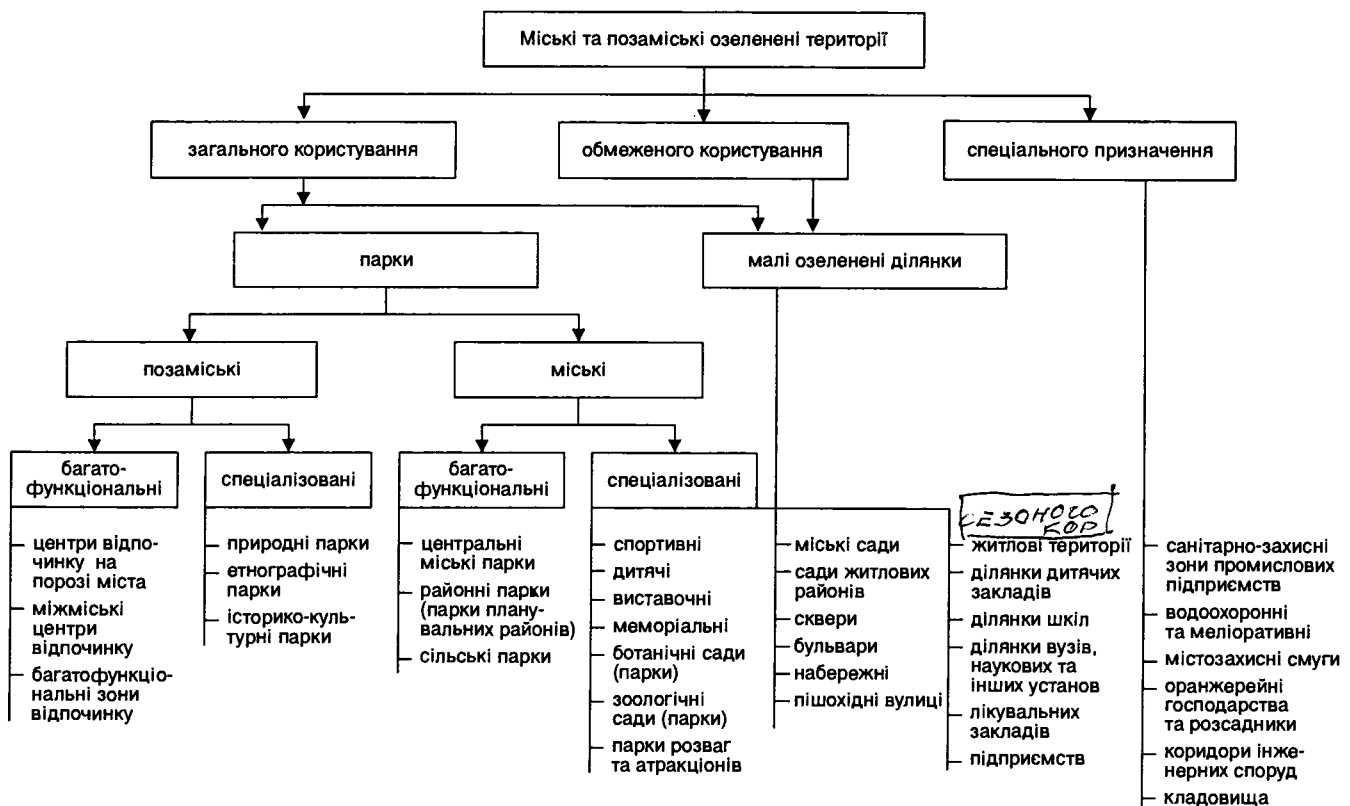 Міські та позаміські озеленені території
загального користування
обмеженого користування
спеціального призначення
парки
малі озеленені ділянки
позаміські
міські
багато-
функціональні
спеціалізовані
багато-
функціональні
спеціалізовані
центри відпо-
чинку на
порозі міста
міжміські
центри
відпочинку
багатофункціо-
нальні зони
відпочинку
природні парки
етнографічні
парки
історико-куль-
турні парки
центральні
міські парки
районні парки
(парки плану-
вальних районів)
сільські парки
спортивні
дитячі
виставочні
меморіальні
ботанічні сади
(парки)
зоологічні
сади (парки)
парки розваг
та атракціонів
міські сади
сади житлових
районів
сквери
бульвари
набережні
пішохідні вулиці
СЕЗОНОГО
КОР
житлові території
ділянки дитячих
закладів
ділянки шкіл
ділянки вузів,
наукових та
інших установ
лікувальних
закладів
підприємств
санітарно-захисні
зони промислових
підприємств
водоохоронні
та меліоративні
містозахисні смуги
оранжерейні
господарства
та розсадники
коридори інже-
нерних споруд
кладовища